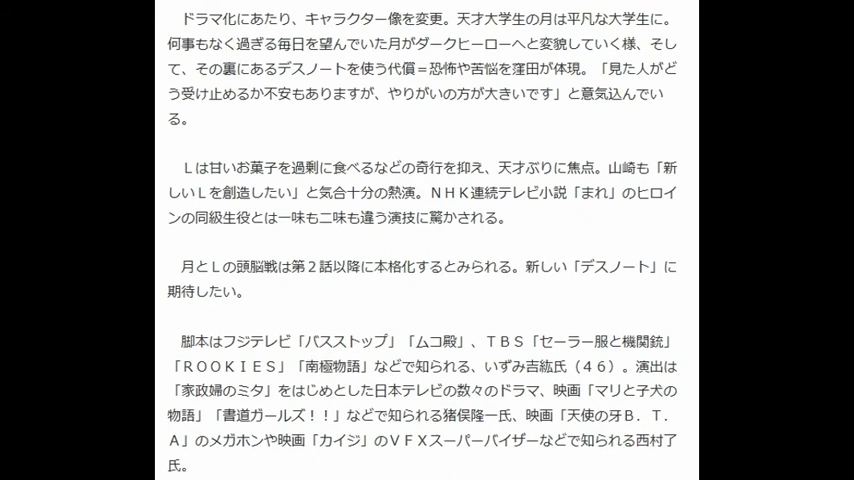 ドラマ化にあたり、キャラクター像を変更。天才大学生の月は平凡な大学生に。
何事もなく過ぎる毎日を望んでいた月がダークヒーローへと変貌していく様、そし
て、その裏にあるデスノートを使う代償＝恐怖や苦悩を窪田が体現。「見た人がど
う受け止めるか不安もありますが、やりがいの方が大きいです」と意気込んでい
る。
Ｌは甘いお菓子を過剰に食べるなどの奇行を抑え、天才ぶりに焦点。山崎も「新
しいＬを創造したい」と気合十分の熱演。ＮＨＫ連続テレビ小説「まれ」のヒロイ
ンの同級生役とは一味も二味も違う演技に驚かされる。
月とＬの頭脳戦は第２話以降に本格化するとみられる。新しい「デスノート」に
期待したい。
脚本はフジテレビ「バスストップ」「ムコ殿」、ＴＢＳ「セーラー服と機関銃」
「ＲＯＯＫＩＥＳ」「南極物語」などで知られる、いずみ吉紘氏（４６）。演出は
「家政婦のミタ」をはじめとした日本テレビの数々のドラマ、映画「マリと子犬の
物語」「書道ガールズ！！」などで知られる猪俣隆一氏、映画「天使の牙Ｂ．Ｔ．
Ａ」のメガホンや映画「カイジ」のＶＦＸスーパーバイザーなどで知られる西村了
氏。